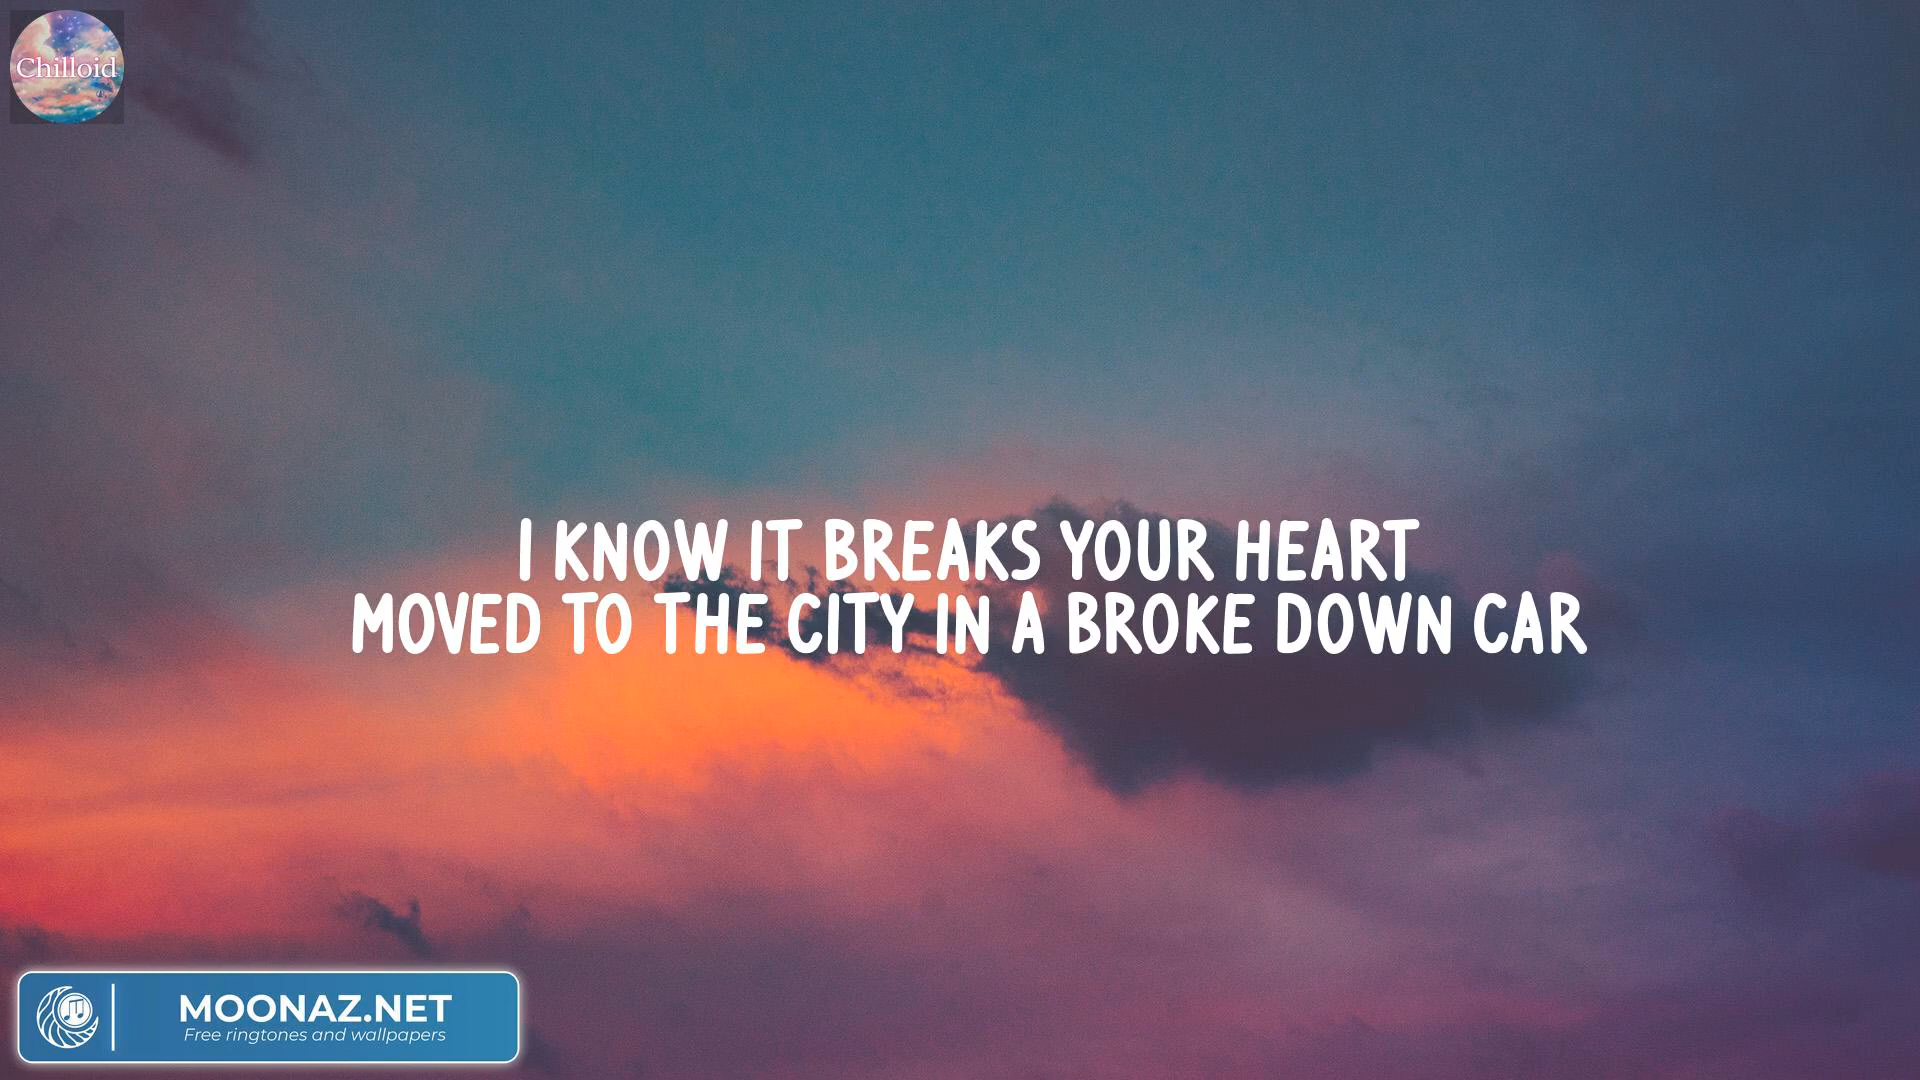 Chilloid
I KNOW IT BREAKS YOUR HEART
MOVED TO THE CITY IN A BROKE DOWN CAR
MOONAZ.NET
Free ringtones and wallpapers